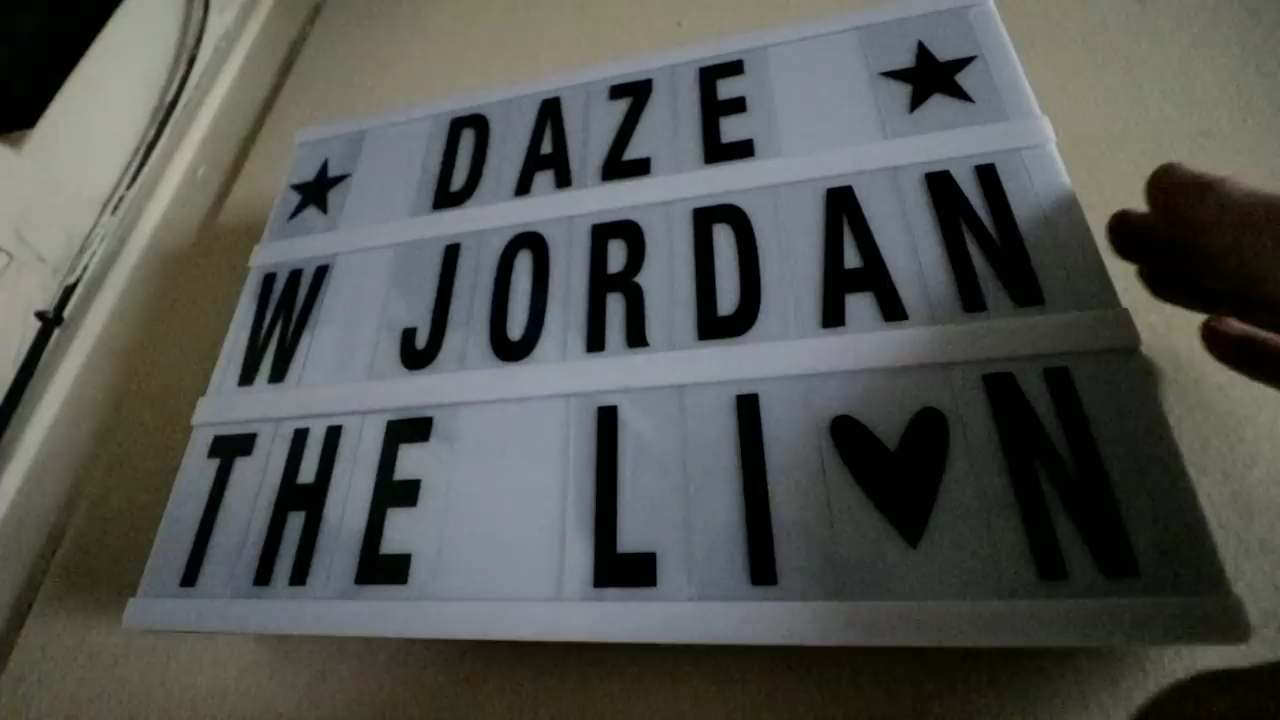 ★ DAZE ★
W JORDAN
THE LI♥N